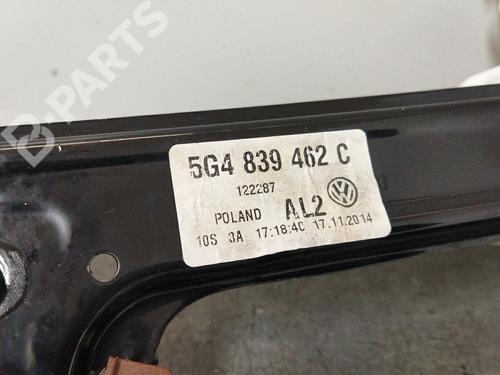 B-PARTS
5G4 839 462 C
122287
POLAND AL2
10S 3A 17:18:40 17.11.2014